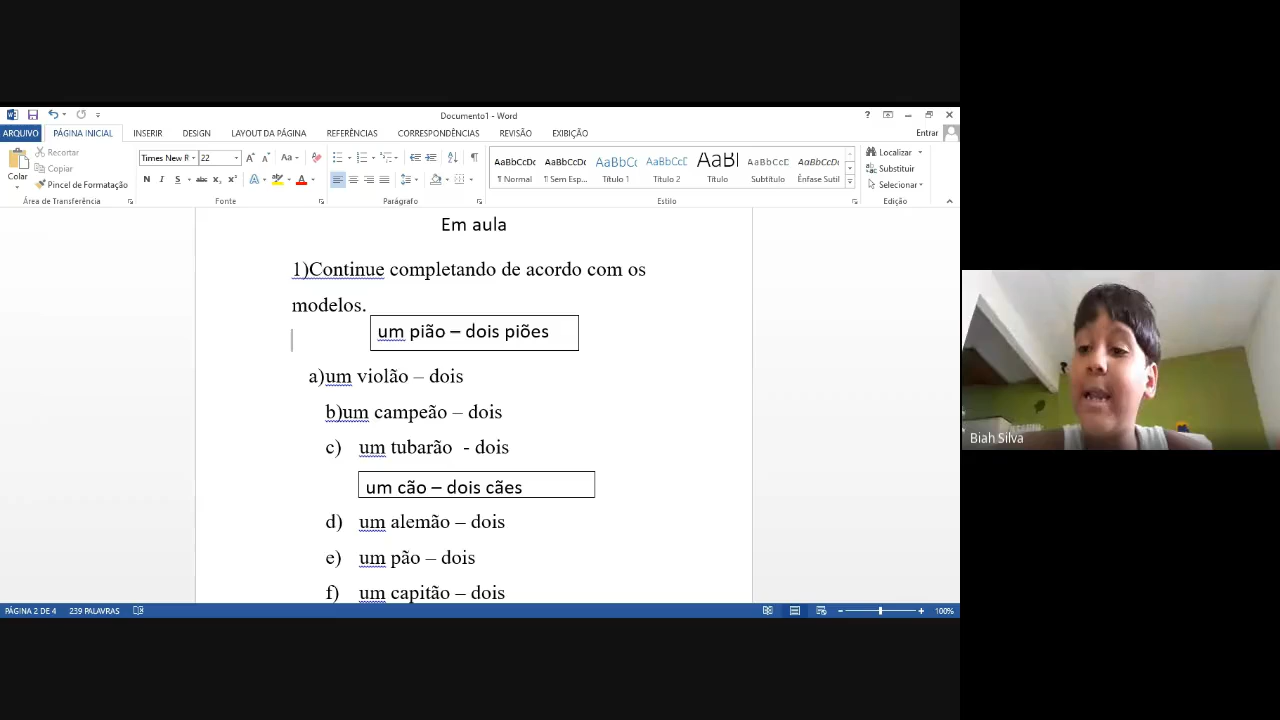 Documento1 - Word
ARQUIVO PÁGINA INICIAL INSERIR DESIGN LAYOUT DA PÁGINA REFERÊNCIAS CORRESPONDÊNCIAS REVISÃO EXIBIÇÃO Entrar
Colar
Recortar
Copiar
Pincel de Formatação
Área de Transferência
Times New R 22
Fonte
Parágrafo
AaBbCcDc AaBbCcDc AaBbC AaBbCcD AaBl AaBbCcD AaBbCcDc
¶ Normal ¶ Sem Esp... Título 1 Título 2 Título Subtítulo Ênfase Sutil
Estilo
Localizar
Substituir
Selecionar
Edição
Em aula
1)Continue completando de acordo com os
modelos.
um pião – dois piões
a)um violão – dois
b)um campeão – dois
c) um tubarão - dois
um cão – dois cães
d) um alemão – dois
e) um pão – dois
f) um capitão – dois
PÁGINA 2 DE 4 239 PALAVRAS 100%
Biah Silva